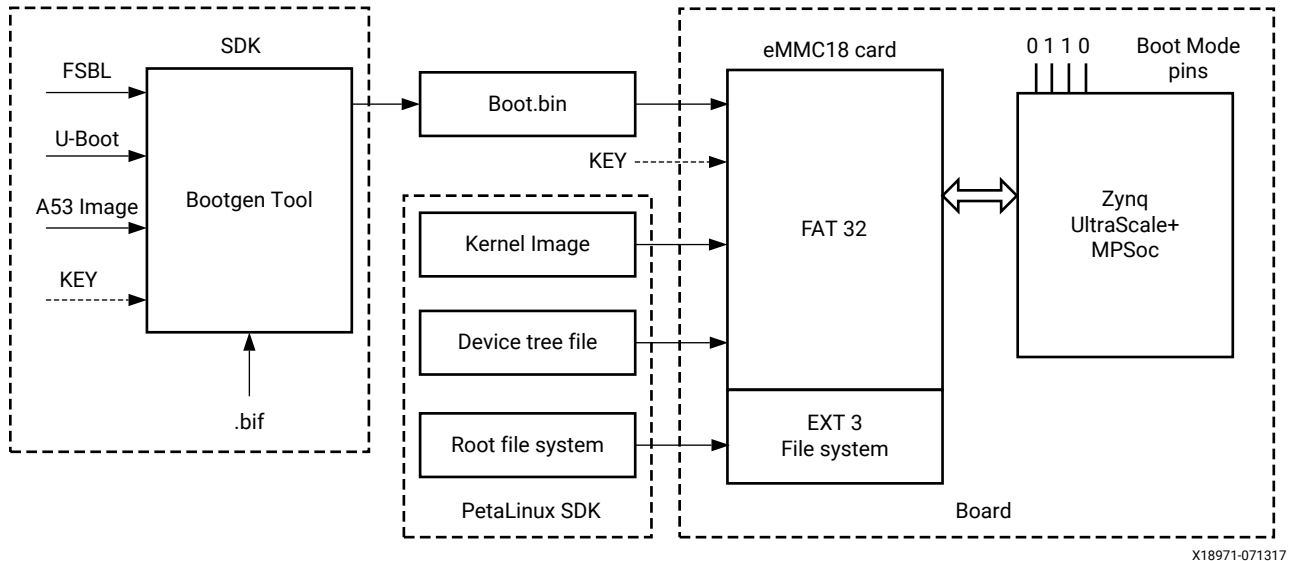 SDK
FSBL
U-Boot
A53 Image
KEY
Bootgen Tool
.bif
Boot.bin
KEY
Kernel Image
Device tree file
Root file system
PetaLinux SDK
eMMC18 card
FAT 32
EXT 3
File system
0 1 1 0
Boot Mode
pins
Zynq
UltraScale+
MPSoc
Board
X18971-071317